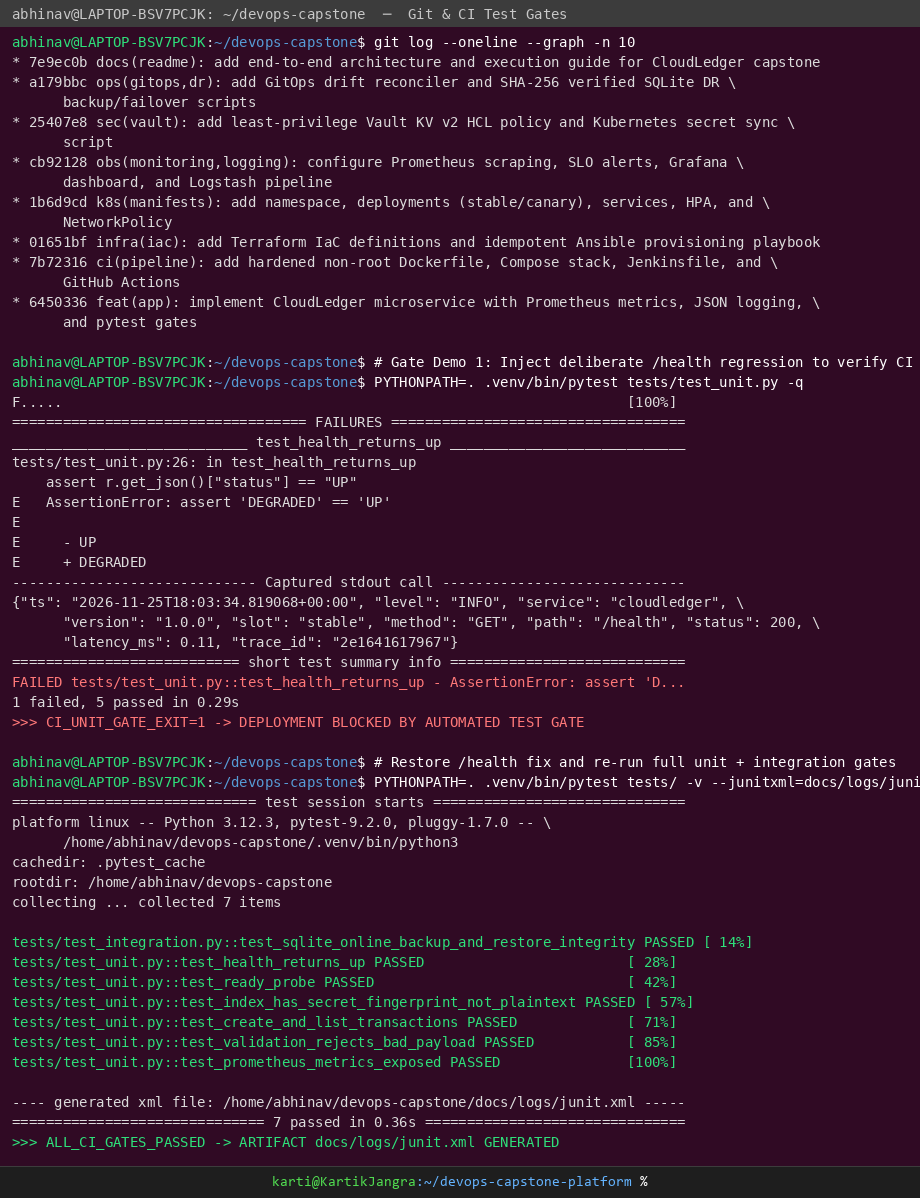 abhinav@LAPTOP-BSV7PCJK: ~/devops-capstone — Git & CI Test Gates
abhinav@LAPTOP-BSV7PCJK:~/devops-capstone$ git log --oneline --graph -n 10
* 7e9ec0b docs(readme): add end-to-end architecture and execution guide for CloudLedger capstone
* a179bbc ops(gitops,dr): add GitOps drift reconciler and SHA-256 verified SQLite DR \
      backup/failover scripts
* 25407e8 sec(vault): add least-privilege Vault KV v2 HCL policy and Kubernetes secret sync \
      script
* cb92128 obs(monitoring,logging): configure Prometheus scraping, SLO alerts, Grafana \
      dashboard, and Logstash pipeline
* 1b6d9cd k8s(manifests): add namespace, deployments (stable/canary), services, HPA, and \
      NetworkPolicy
* 01651bf infra(iac): add Terraform IaC definitions and idempotent Ansible provisioning playbook
* 7b72316 ci(pipeline): add hardened non-root Dockerfile, Compose stack, Jenkinsfile, and \
      GitHub Actions
* 6450336 feat(app): implement CloudLedger microservice with Prometheus metrics, JSON logging, \
      and pytest gates
abhinav@LAPTOP-BSV7PCJK:~/devops-capstone$ # Gate Demo 1: Inject deliberate /health regression to verify CI
abhinav@LAPTOP-BSV7PCJK:~/devops-capstone$ PYTHONPATH=. .venv/bin/pytest tests/test_unit.py -q
F.....                                                                   [100%]
=================================== FAILURES ===================================
____________________________ test_health_returns_up ____________________________
tests/test_unit.py:26: in test_health_returns_up
    assert r.get_json()["status"] == "UP"
E   AssertionError: assert 'DEGRADED' == 'UP'
E
E     - UP
E     + DEGRADED
----------------------------- Captured stdout call -----------------------------
{"ts": "2026-11-25T18:03:34.819068+00:00", "level": "INFO", "service": "cloudledger", \
      "version": "1.0.0", "slot": "stable", "method": "GET", "path": "/health", "status": 200, \
      "latency_ms": 0.11, "trace_id": "2e1641617967"}
=========================== short test summary info ============================
FAILED tests/test_unit.py::test_health_returns_up - AssertionError: assert 'D...
1 failed, 5 passed in 0.29s
>>> CI_UNIT_GATE_EXIT=1 -> DEPLOYMENT BLOCKED BY AUTOMATED TEST GATE
abhinav@LAPTOP-BSV7PCJK:~/devops-capstone$ # Restore /health fix and re-run full unit + integration gates
abhinav@LAPTOP-BSV7PCJK:~/devops-capstone$ PYTHONPATH=. .venv/bin/pytest tests/ -v --junitxml=docs/logs/juni
============================= test session starts ==============================
platform linux -- Python 3.12.3, pytest-9.2.0, pluggy-1.7.0 -- \
      /home/abhinav/devops-capstone/.venv/bin/python3
cachedir: .pytest_cache
rootdir: /home/abhinav/devops-capstone
collecting ... collected 7 items
tests/test_integration.py::test_sqlite_online_backup_and_restore_integrity PASSED [ 14%]
tests/test_unit.py::test_health_returns_up PASSED                        [ 28%]
tests/test_unit.py::test_ready_probe PASSED                              [ 42%]
tests/test_unit.py::test_index_has_secret_fingerprint_not_plaintext PASSED [ 57%]
tests/test_unit.py::test_create_and_list_transactions PASSED             [ 71%]
tests/test_unit.py::test_validation_rejects_bad_payload PASSED           [ 85%]
tests/test_unit.py::test_prometheus_metrics_exposed PASSED               [100%]
---- generated xml file: /home/abhinav/devops-capstone/docs/logs/junit.xml -----
============================== 7 passed in 0.36s ===============================
>>> ALL_CI_GATES_PASSED -> ARTIFACT docs/logs/junit.xml GENERATED
karti@KartikJangra:~/devops-capstone-platform %